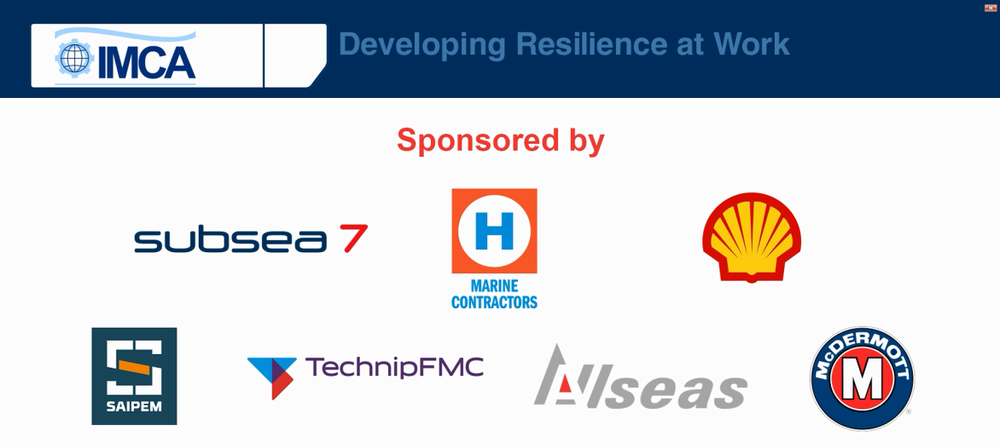 IMCA
Developing Resilience at Work
Sponsored by
subsea 7
H
MARINE
CONTRACTORS
SAIPEM
TechnipFMC
Allseas
McDERMOTT
M
®